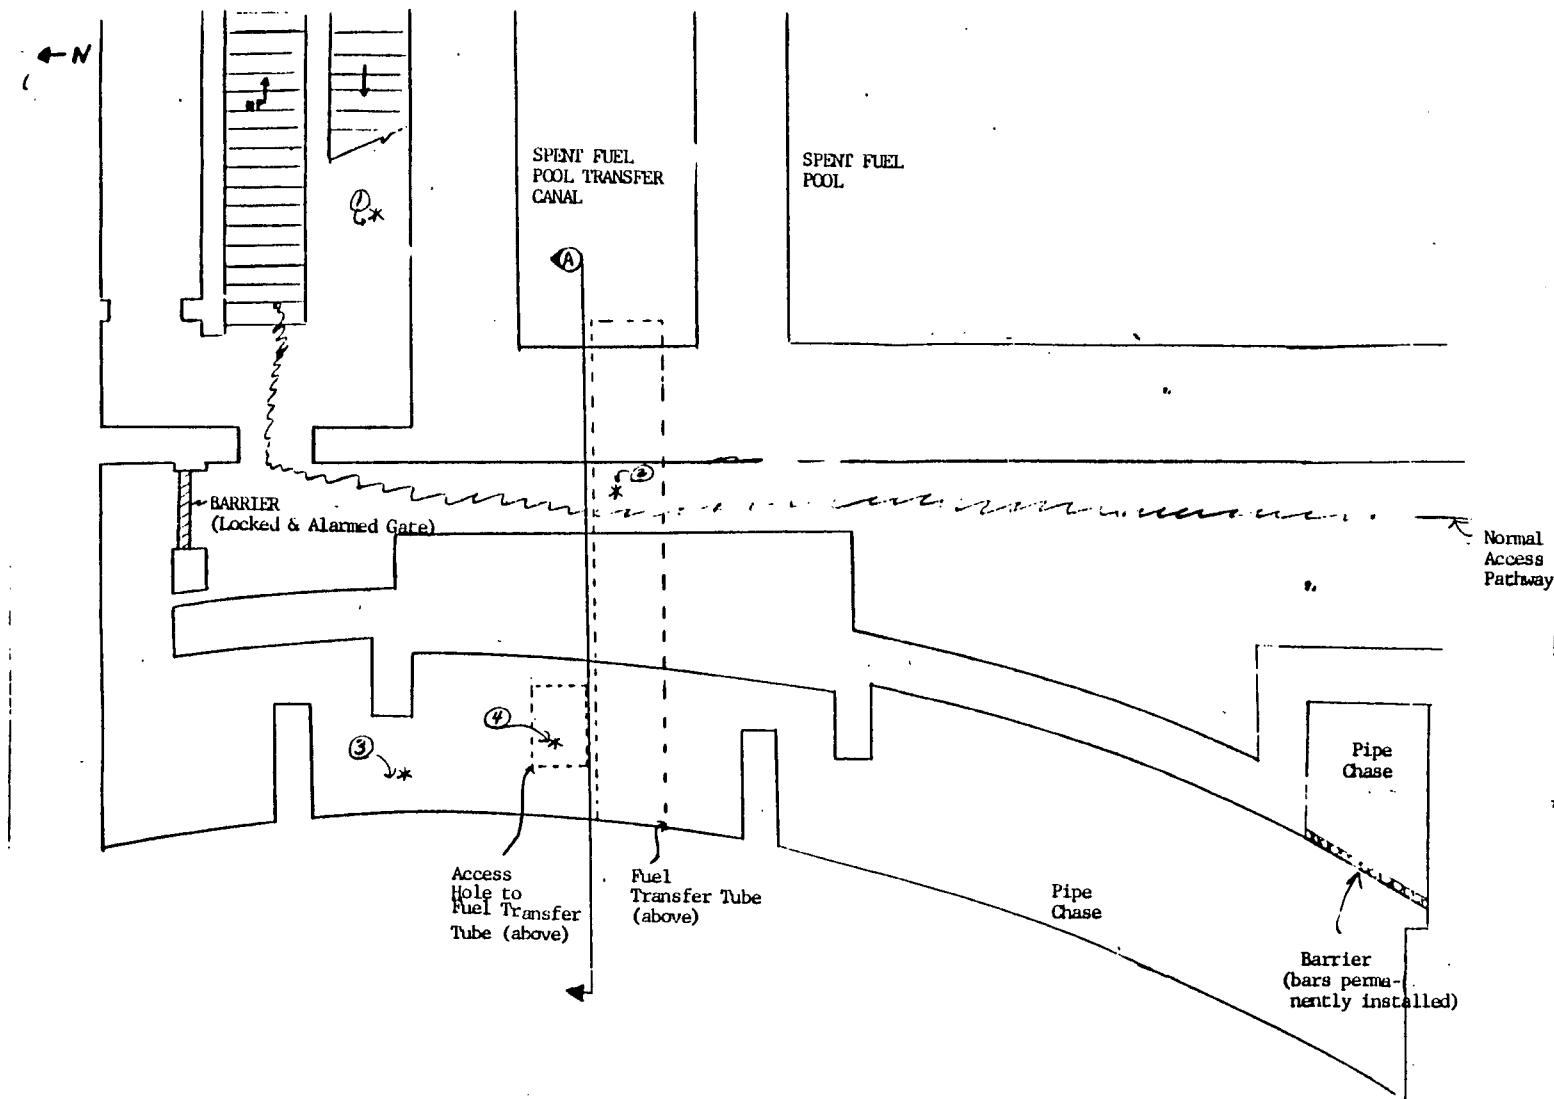 N
UP
SPENT FUEL
POOL TRANSFER
CANAL
SPENT FUEL
POOL
1
A
2
BARRIER
(Locked & Alarmed Gate)
Normal
Access
Pathway
4
3
Pipe
Chase
Access
Hole to
Fuel Transfer
Tube (above)
Fuel
Transfer Tube
(above)
Pipe
Chase
Barrier
(bars perma-
nently installed)